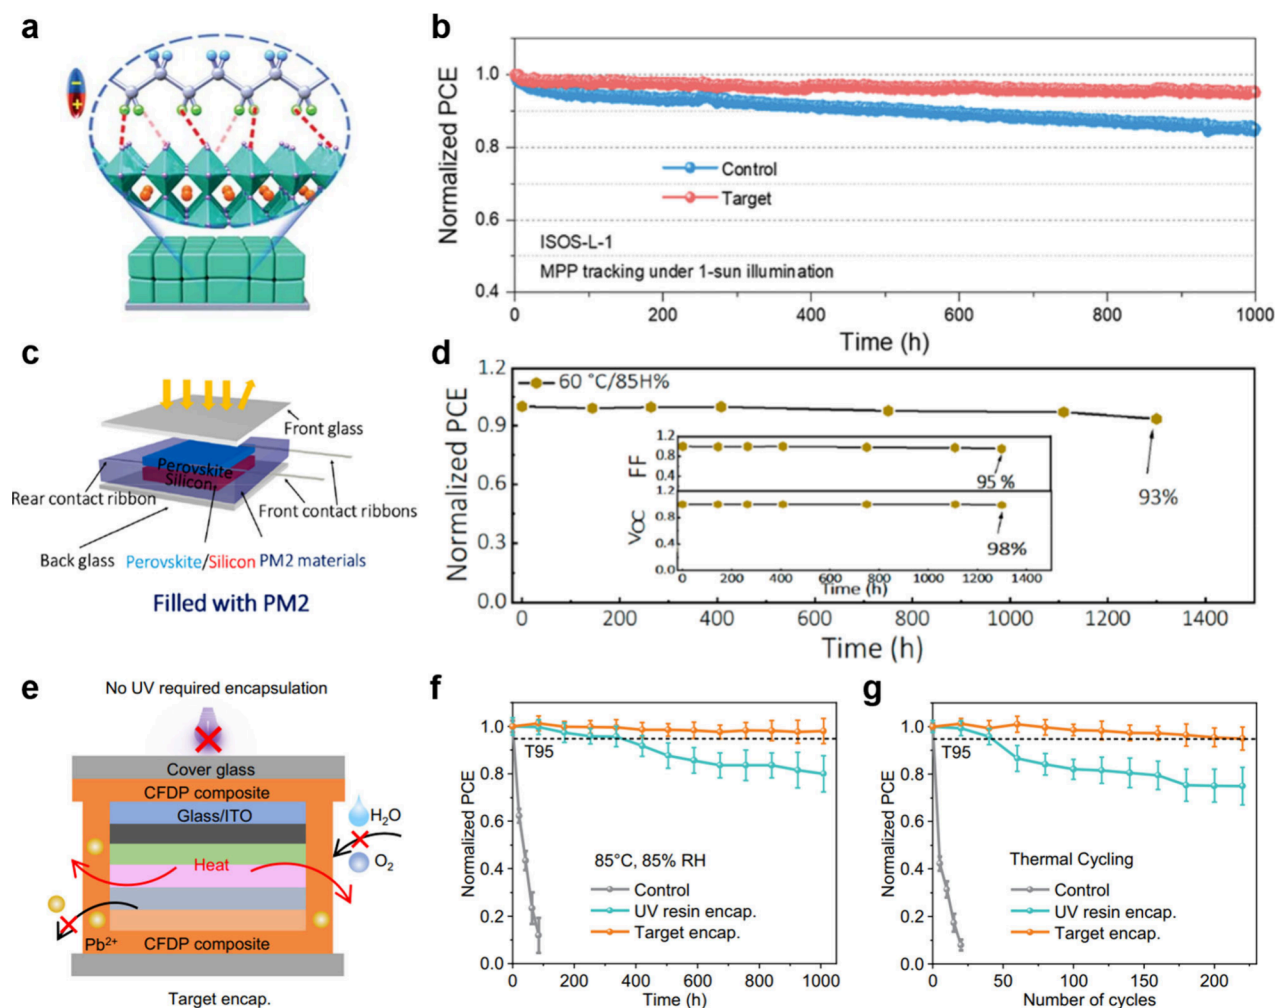 a
b
Normalized PCE
1.0
0.8
0.6
0.4
Control
Target
ISOS-L-1
MPP tracking under 1-sun illumination
0 200 400 600 800 1000
Time (h)
c
Front glass
Perovskite
Silicon
Rear contact ribbon
Front contact ribbons
Back glass Perovskite/Silicon PM2 materials
Filled with PM2
d
Normalized PCE
1.2
0.9
0.6
0.3
0.0
60 °C/85H%
93%
FF
1.2
0.8
0.4
95 %
VOC
1.2
0.8
0.4
0.0
98%
0 200 400 600 800 1000 1200 1400
Time (h)
0 200 400 600 800 1000 1200 1400
Time (h)
e
No UV required encapsulation
Cover glass
CFDP composite
Glass/ITO
H2O
Heat
O2
Pb2+
CFDP composite
Target encap.
f
Normalized PCE
1.0
0.8
0.6
0.4
0.2
0.0
T95
85°C, 85% RH
Control
UV resin encap.
Target encap.
0 200 400 600 800 1000
Time (h)
g
Normalized PCE
1.0
0.8
0.6
0.4
0.2
0.0
T95
Thermal Cycling
Control
UV resin encap.
Target encap.
0 50 100 150 200
Number of cycles